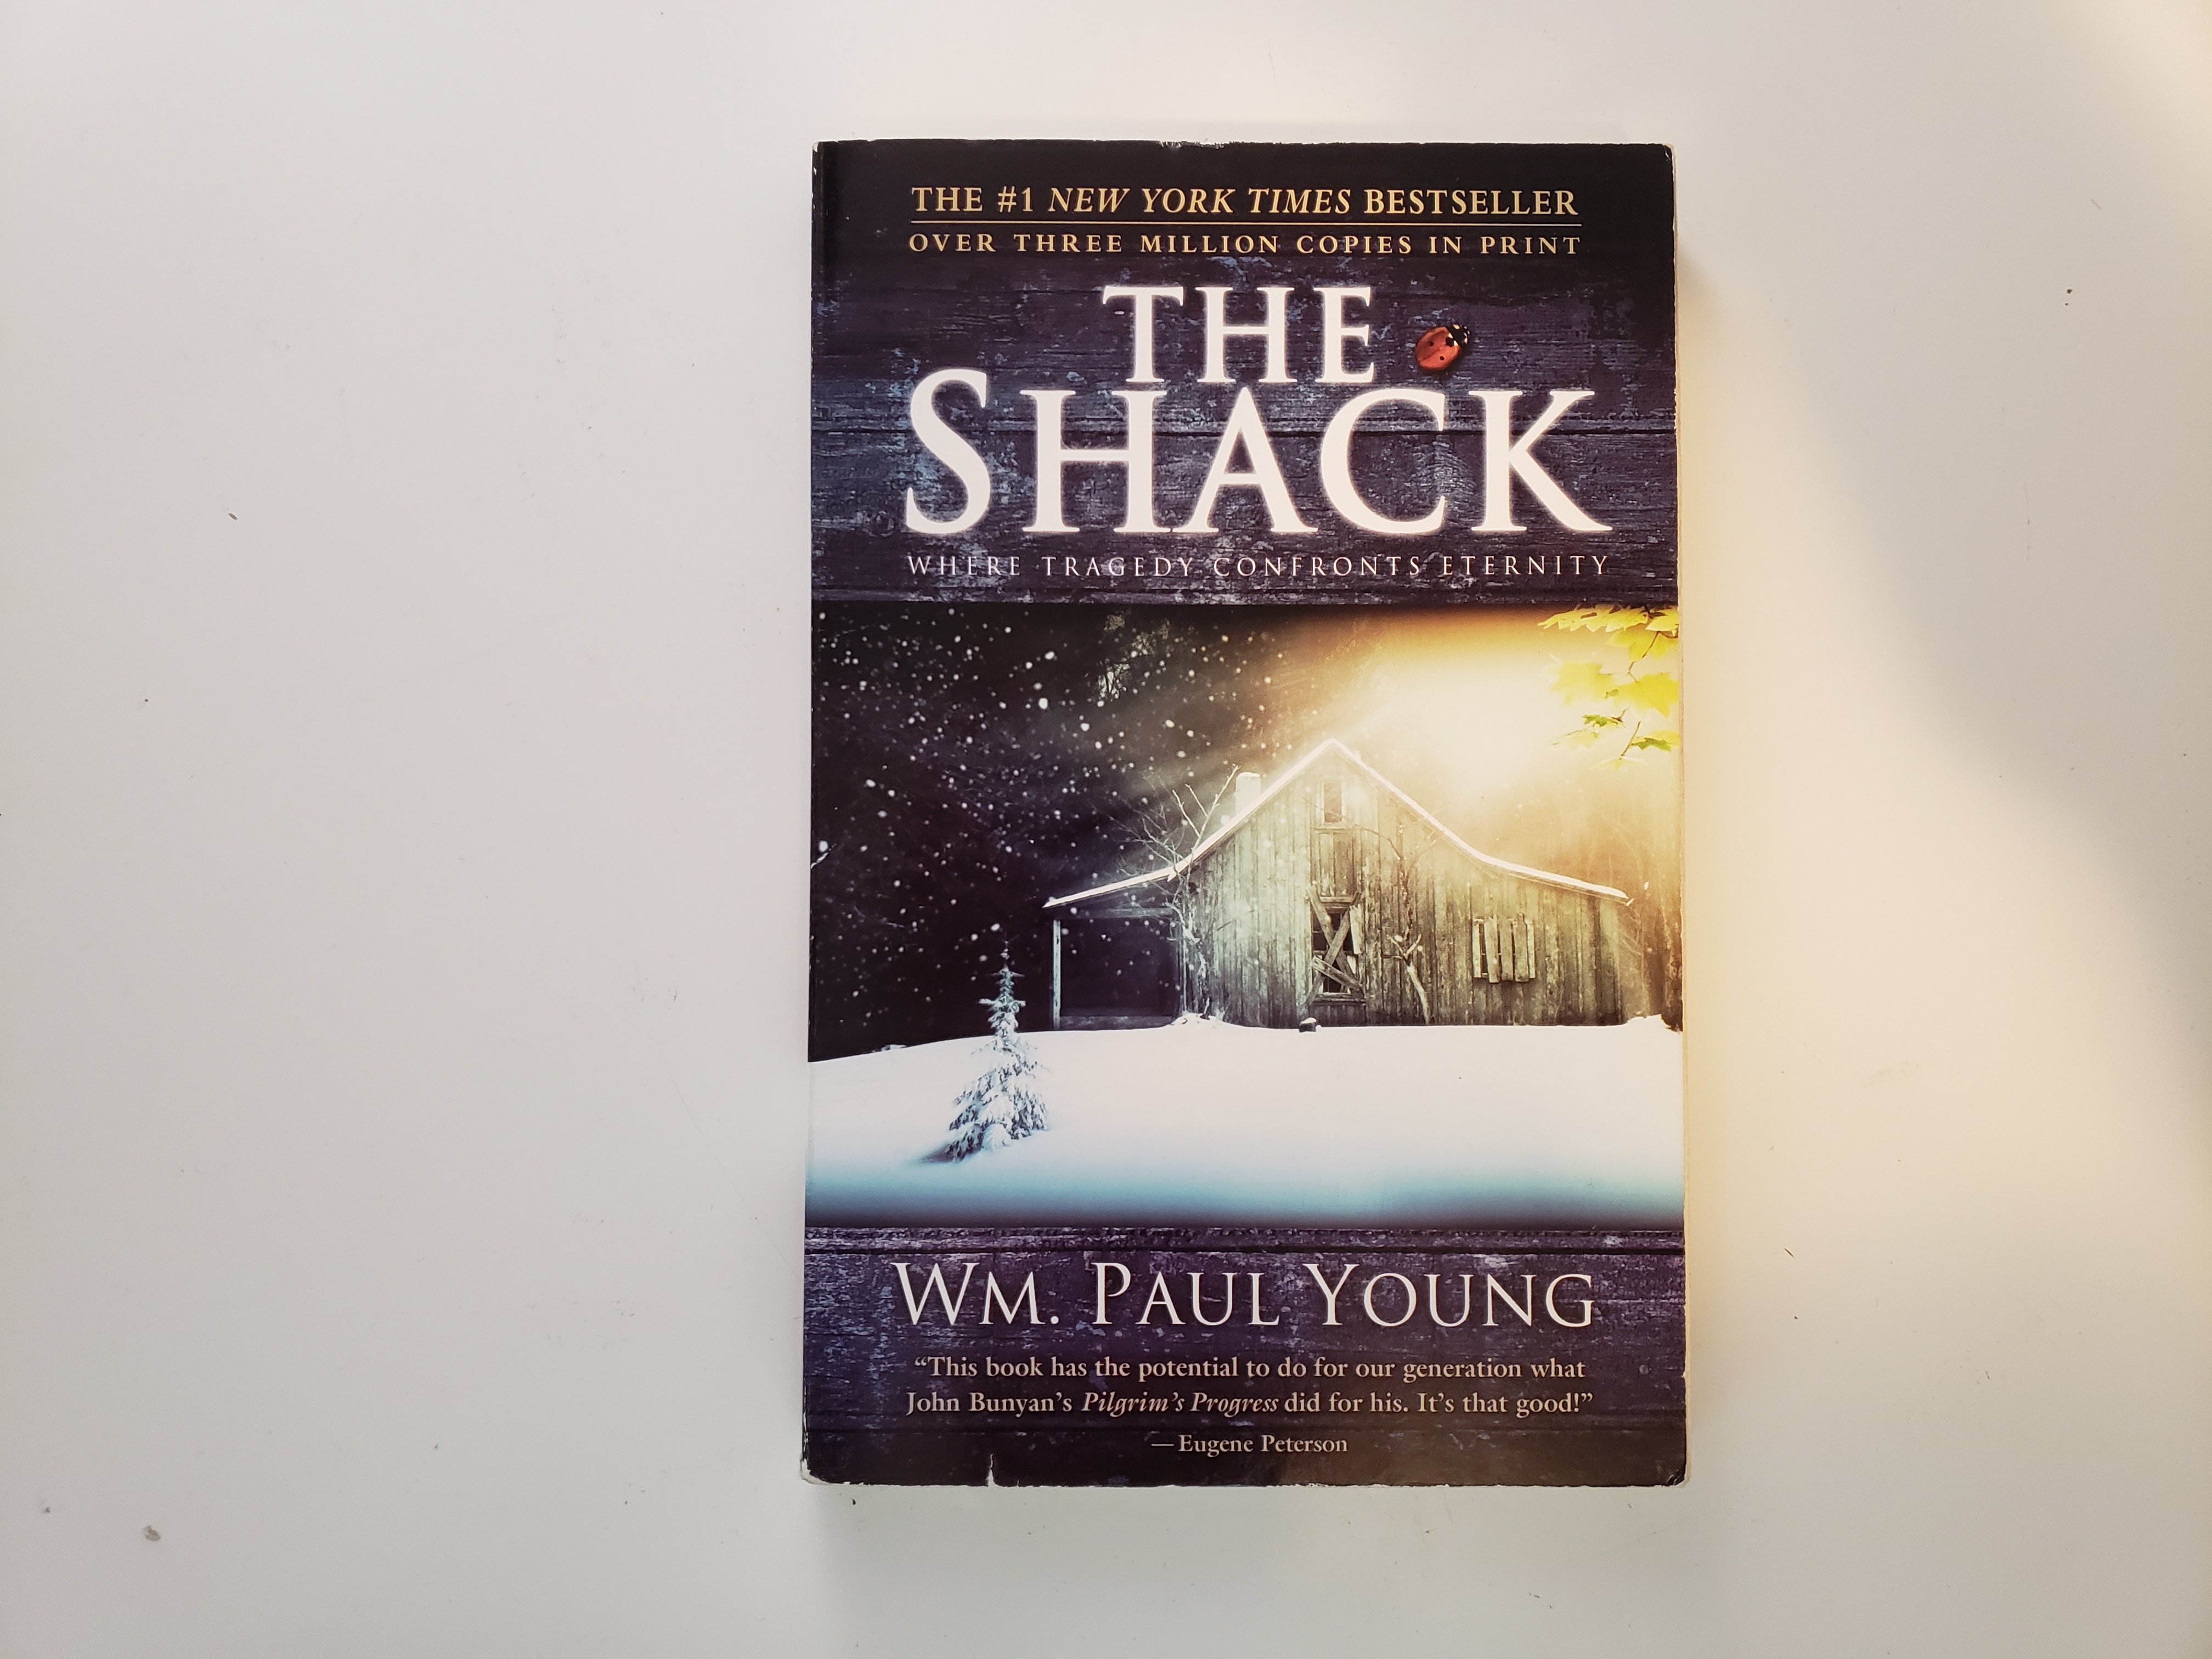 THE #1 NEW YORK TIMES BESTSELLER
OVER THREE MILLION COPIES IN PRINT
THE
SHACK
WHERE TRAGEDY CONFRONTS ETERNITY
WM. PAUL YOUNG
“This book has the potential to do for our generation what
John Bunyan’s Pilgrim’s Progress did for his. It’s that good!”
—Eugene Peterson